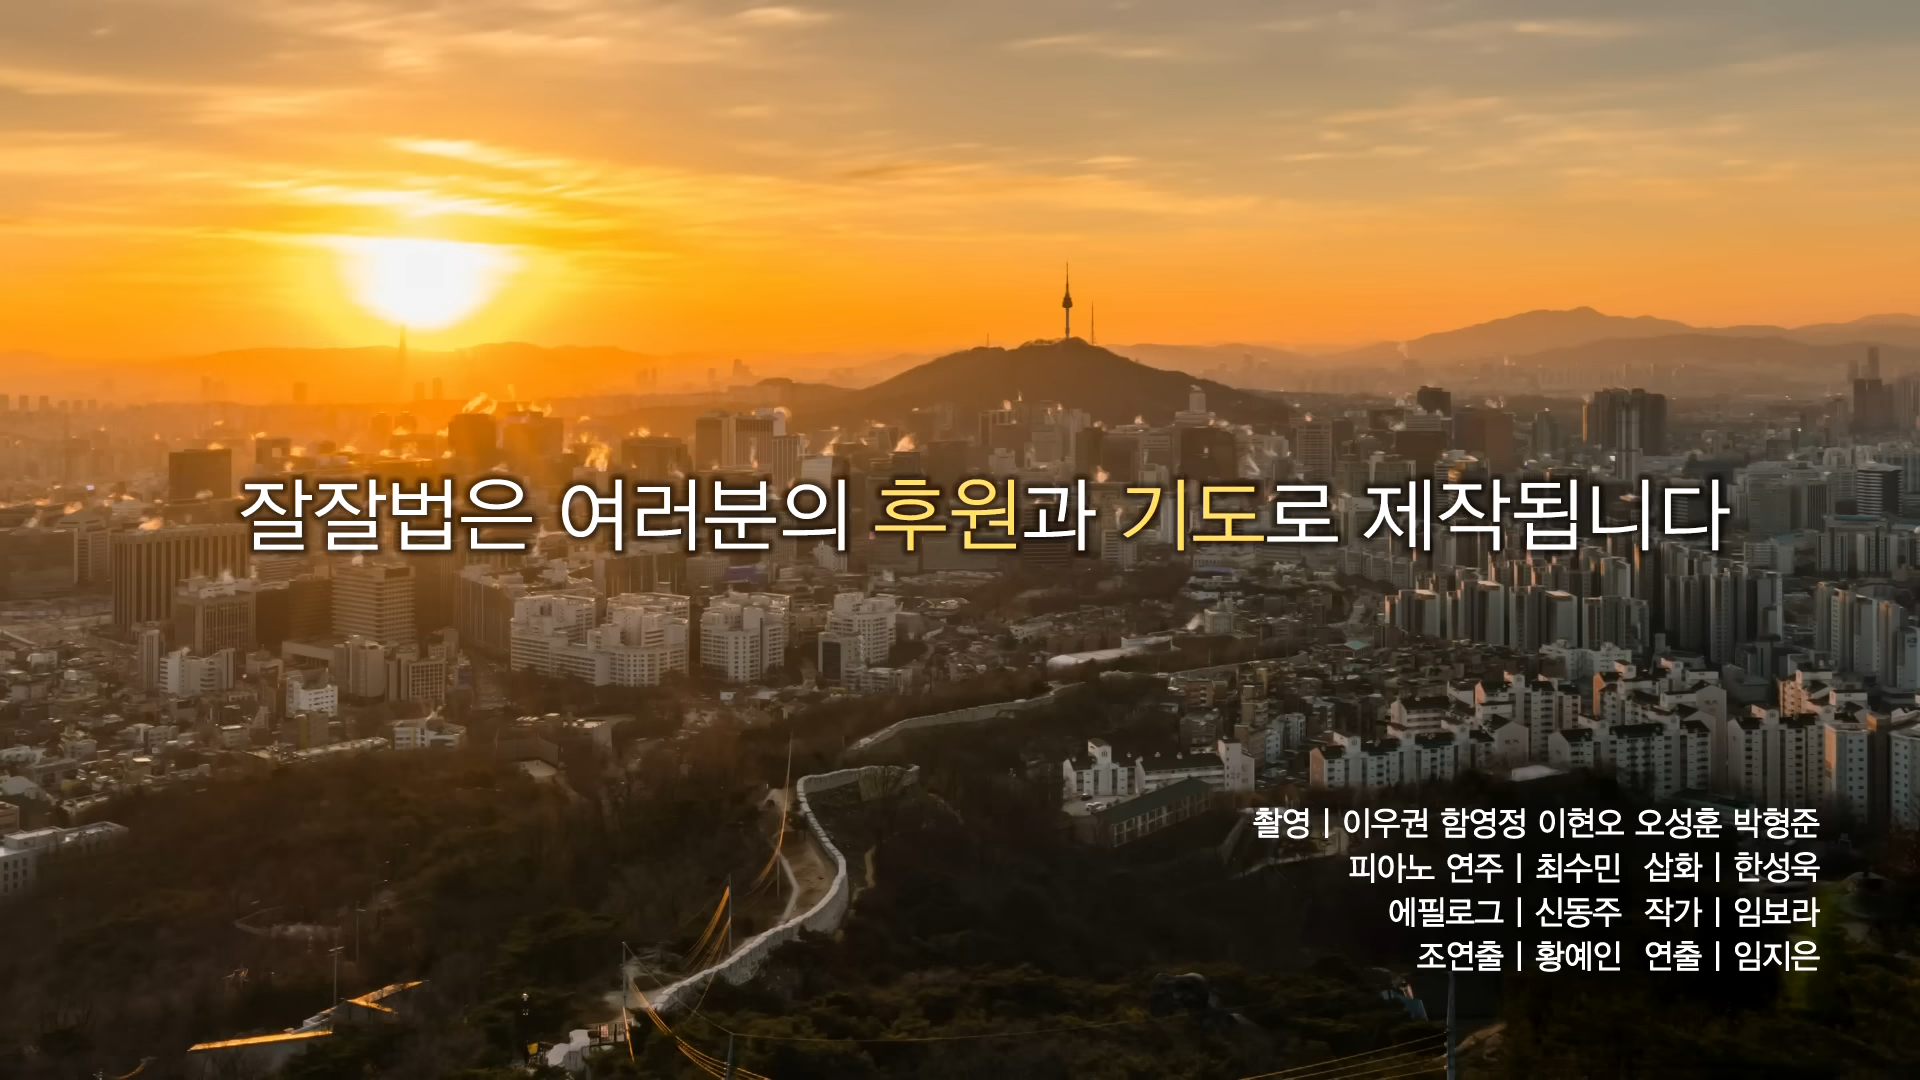 잘잘법은 여러분의 후원과 기도로 제작됩니다
촬영 | 이우권 함영정 이현오 오성훈 박형준
피아노 연주 | 최수민 삽화 | 한성욱
에필로그 | 신동주 작가 | 임보라
조연출 | 황예인 연출 | 임지은